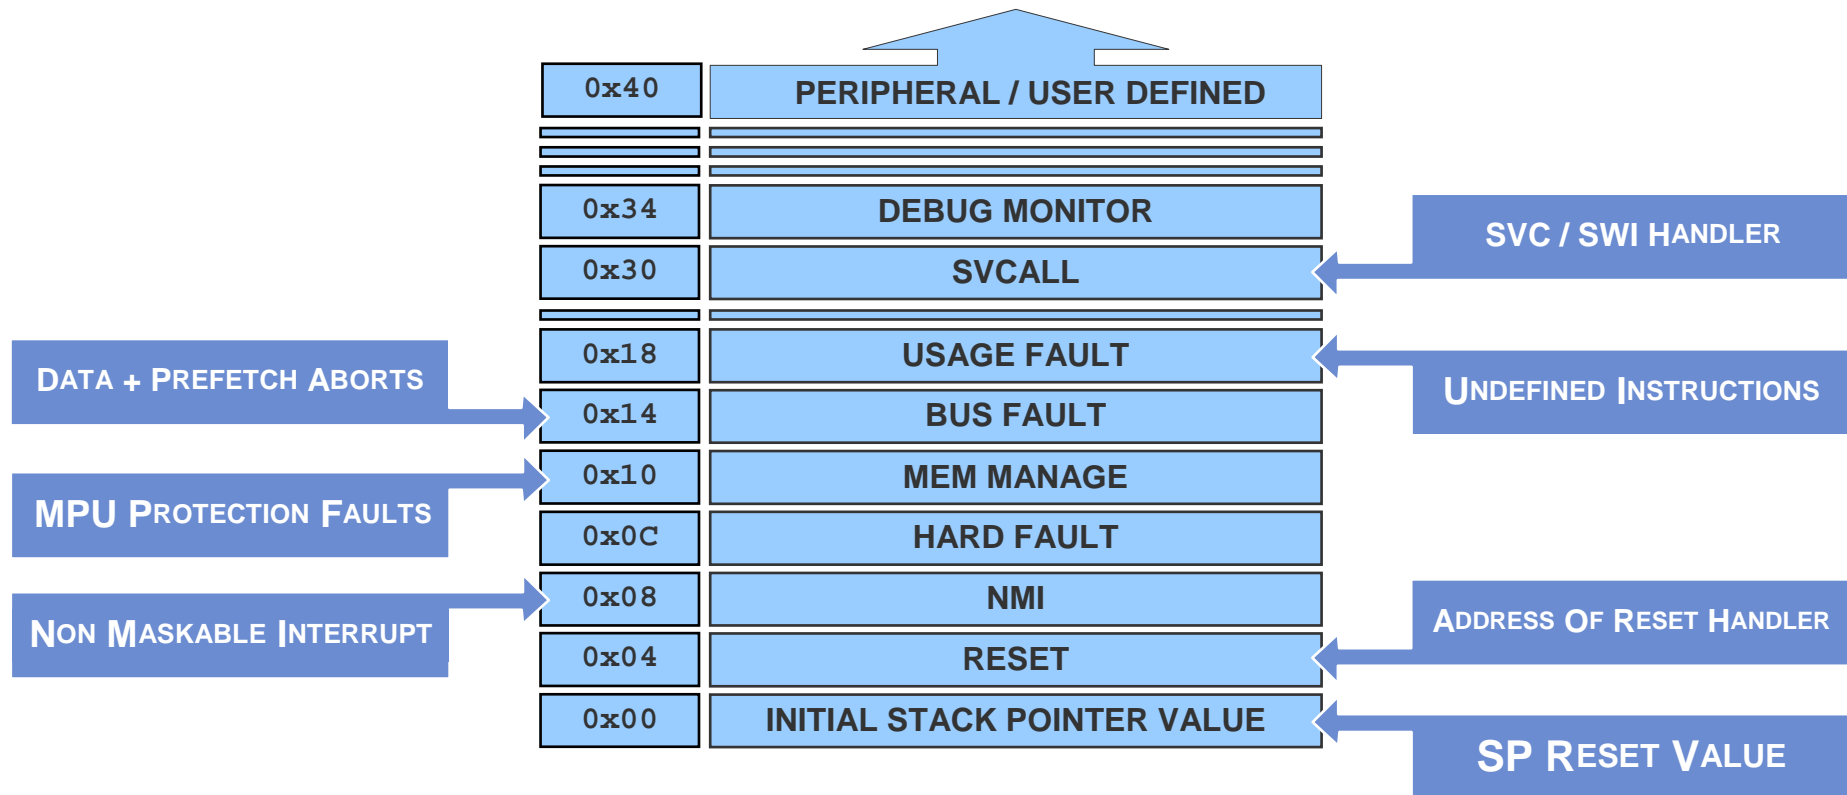 0x40 PERIPHERAL / USER DEFINED
0x34 DEBUG MONITOR
SVC / SWI HANDLER
0x30 SVCALL
0x18 USAGE FAULT
DATA + PREFETCH ABORTS
UNDEFINED INSTRUCTIONS
0x14 BUS FAULT
0x10 MEM MANAGE
MPU PROTECTION FAULTS
0x0C HARD FAULT
0x08 NMI
NON MASKABLE INTERRUPT
ADDRESS OF RESET HANDLER
0x04 RESET
0x00 INITIAL STACK POINTER VALUE
SP RESET VALUE